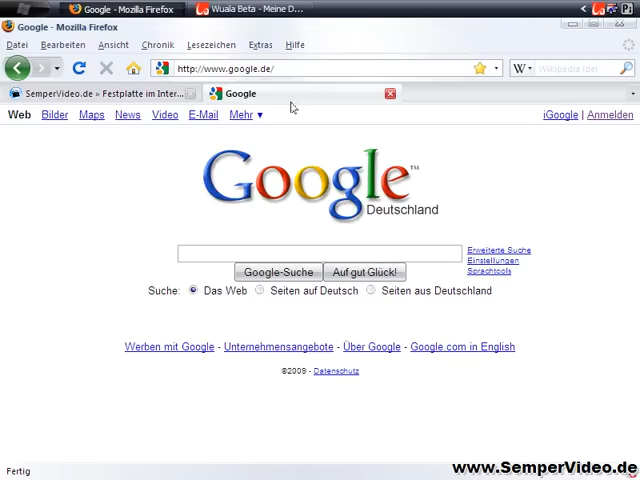 Google - Mozilla Firefox
Wuala Beta - Meine D...
Google - Mozilla Firefox
Datei Bearbeiten Ansicht Chronik Lesezeichen Extras Hilfe
http://www.google.de/
W Wikipedia (de)
SemperVideo.de » Festplatte im Inter...
Google
Web Bilder Maps News Video E-Mail Mehr ▼
iGoogle | Anmelden
Google™
Deutschland
Erweiterte Suche
Einstellungen
Sprachtools
Google-Suche Auf gut Glück!
Suche: Das Web Seiten auf Deutsch Seiten aus Deutschland
Werben mit Google - Unternehmensangebote - Über Google - Google.com in English
©2009 - Datenschutz
Fertig
www.SemperVideo.de